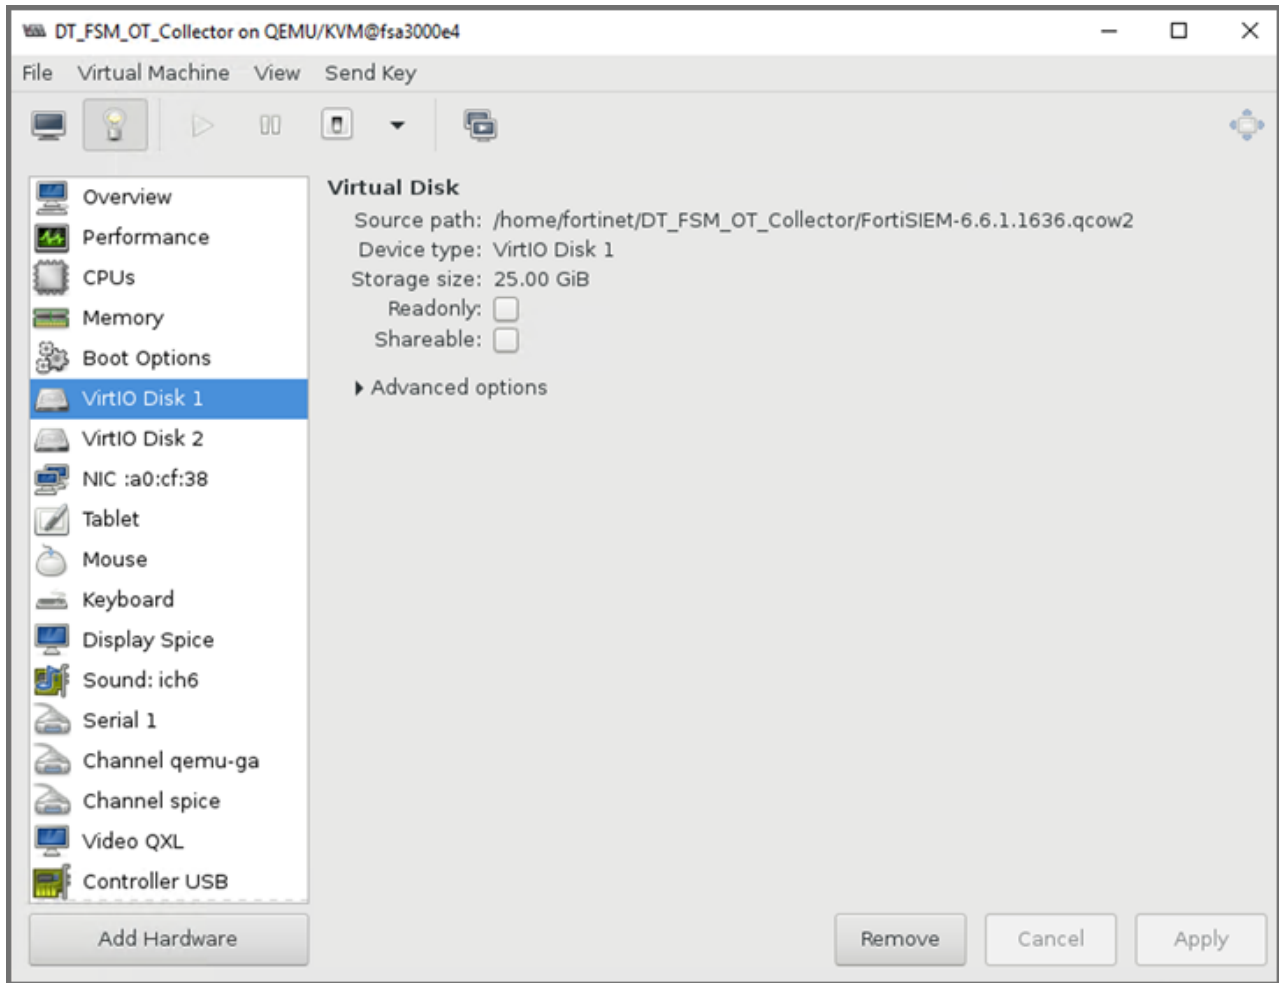 DT_FSM_OT_Collector on QEMU/KVM@fsa3000e4
File Virtual Machine View Send Key
Overview
Performance
CPUs
Memory
Boot Options
VirtIO Disk 1
VirtIO Disk 2
NIC :a0:cf:38
Tablet
Mouse
Keyboard
Display Spice
Sound: ich6
Serial 1
Channel qemu-ga
Channel spice
Video QXL
Controller USB
Add Hardware
Virtual Disk
Source path: /home/fortinet/DT_FSM_OT_Collector/FortiSIEM-6.6.1.1636.qcow2
Device type: VirtIO Disk 1
Storage size: 25.00 GiB
Readonly:
Shareable:
Advanced options
Remove Cancel Apply